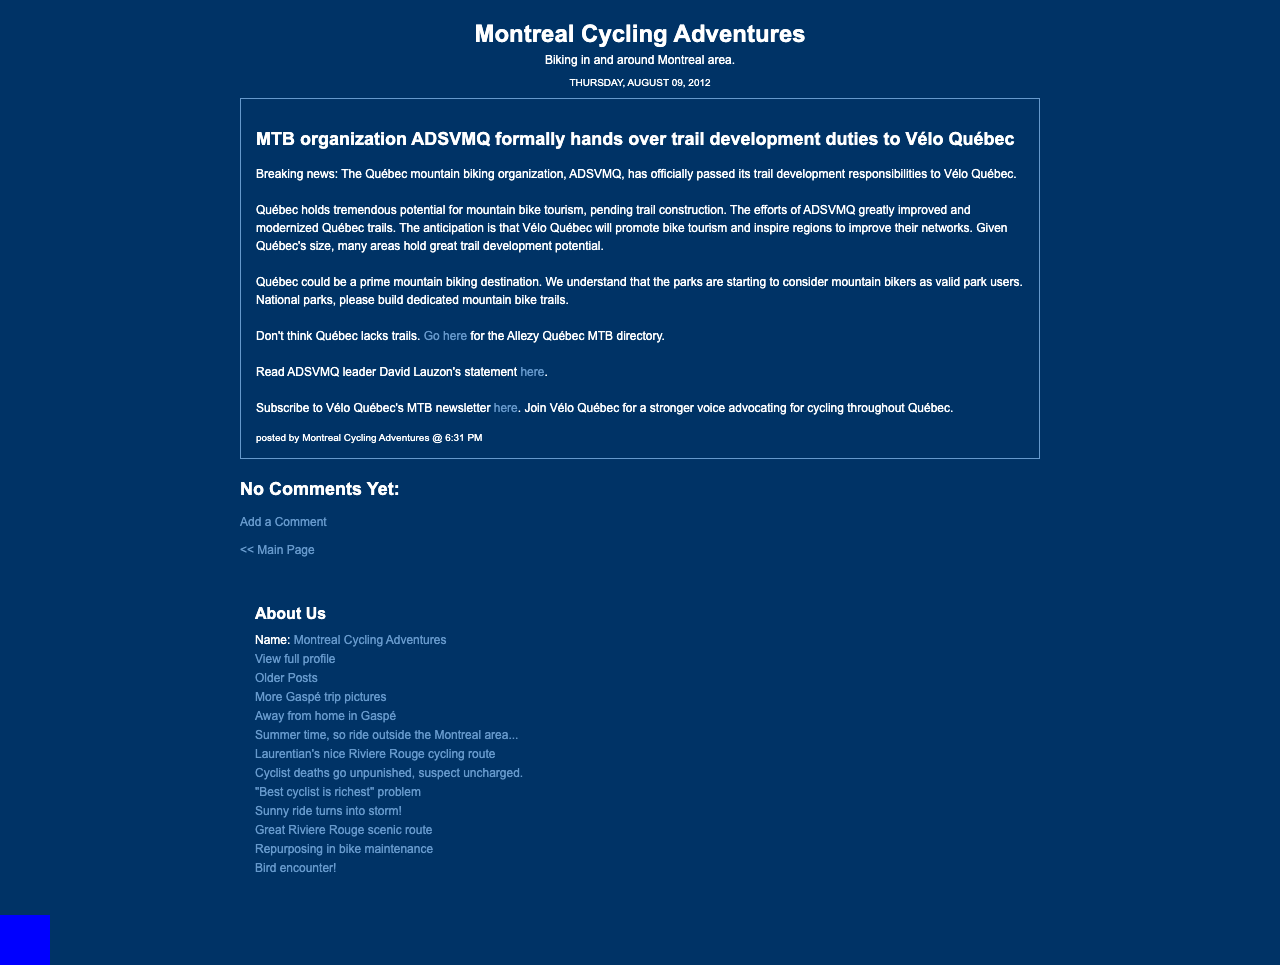 Montreal Cycling Adventures
Biking in and around Montreal area.
THURSDAY, AUGUST 09, 2012
MTB organization ADSVMQ formally hands over trail development duties to Vélo Québec
Breaking news: The Québec mountain biking organization, ADSVMQ, has officially passed its trail development responsibilities to Vélo Québec.
Québec holds tremendous potential for mountain bike tourism, pending trail construction. The efforts of ADSVMQ greatly improved and
modernized Québec trails. The anticipation is that Vélo Québec will promote bike tourism and inspire regions to improve their networks. Given
Québec's size, many areas hold great trail development potential.
Québec could be a prime mountain biking destination. We understand that the parks are starting to consider mountain bikers as valid park users.
National parks, please build dedicated mountain bike trails.
Don't think Québec lacks trails. Go here for the Allezy Québec MTB directory.
Read ADSVMQ leader David Lauzon's statement here.
Subscribe to Vélo Québec's MTB newsletter here. Join Vélo Québec for a stronger voice advocating for cycling throughout Québec.
posted by Montreal Cycling Adventures @ 6:31 PM
No Comments Yet:
Add a Comment
<< Main Page
About Us
Name: Montreal Cycling Adventures
View full profile
Older Posts
More Gaspé trip pictures
Away from home in Gaspé
Summer time, so ride outside the Montreal area...
Laurentian's nice Riviere Rouge cycling route
Cyclist deaths go unpunished, suspect uncharged.
"Best cyclist is richest" problem
Sunny ride turns into storm!
Great Riviere Rouge scenic route
Repurposing in bike maintenance
Bird encounter!